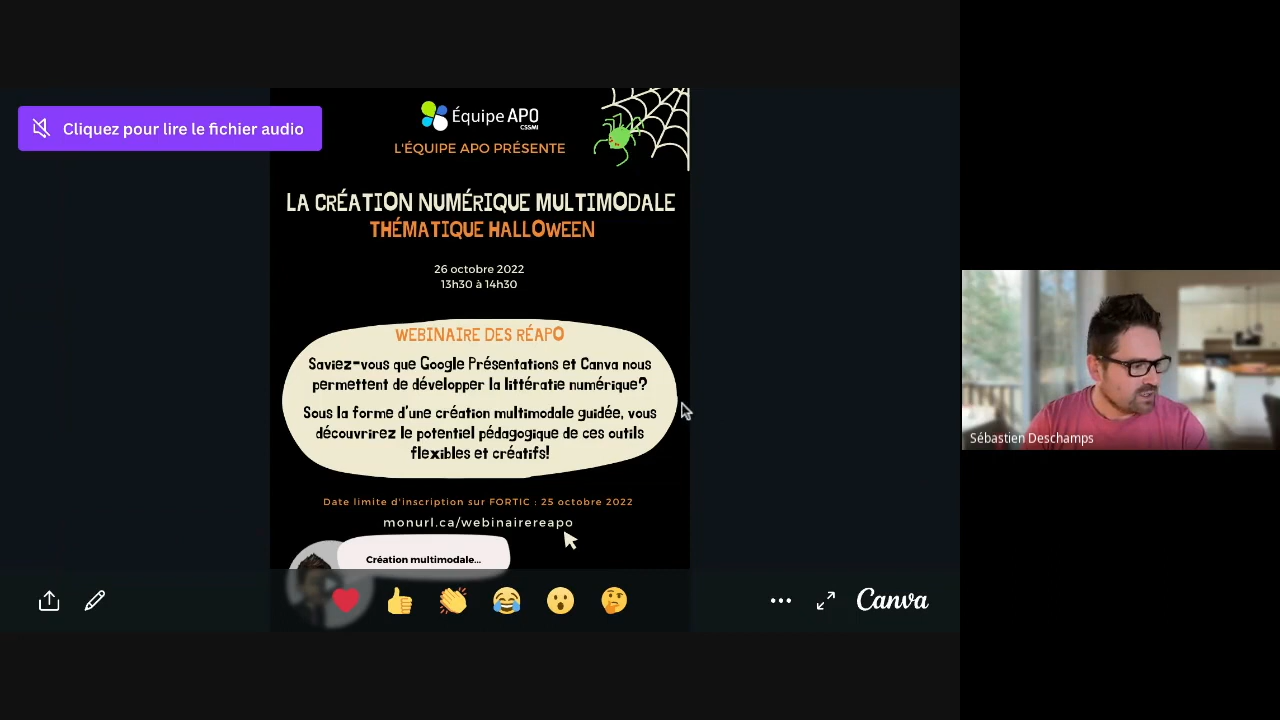 Cliquez pour lire le fichier audio
Équipe APO
CSSMI
L'ÉQUIPE APO PRÉSENTE
LA CRÉATION NUMÉRIQUE MULTIMODALE
THÉMATIQUE HALLOWEEN
26 octobre 2022
13h30 à 14h30
WEBINAIRE DES RÉAPO
Saviez-vous que Google Présentations et Canva nous
permettent de développer la littératie numérique?
Sous la forme d'une création multimodale guidée, vous
découvrirez le potentiel pédagogique de ces outils
flexibles et créatifs!
Date limite d'inscription sur FORTIC : 25 octobre 2022
monurl.ca/webinairereapo
Création multimodale...
Canva
Sébastien Deschamps